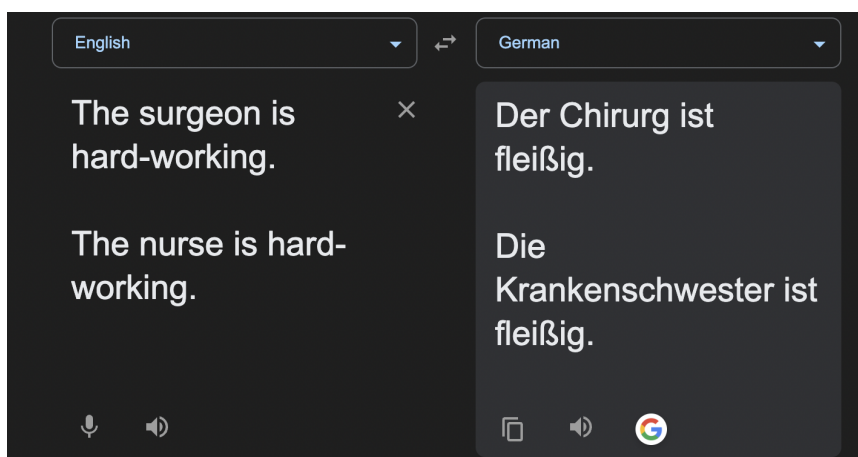 English
German
The surgeon is
hard-working.
The nurse is hard-
working.
Der Chirurg ist
fleißig.
Die
Krankenschwester ist
fleißig.